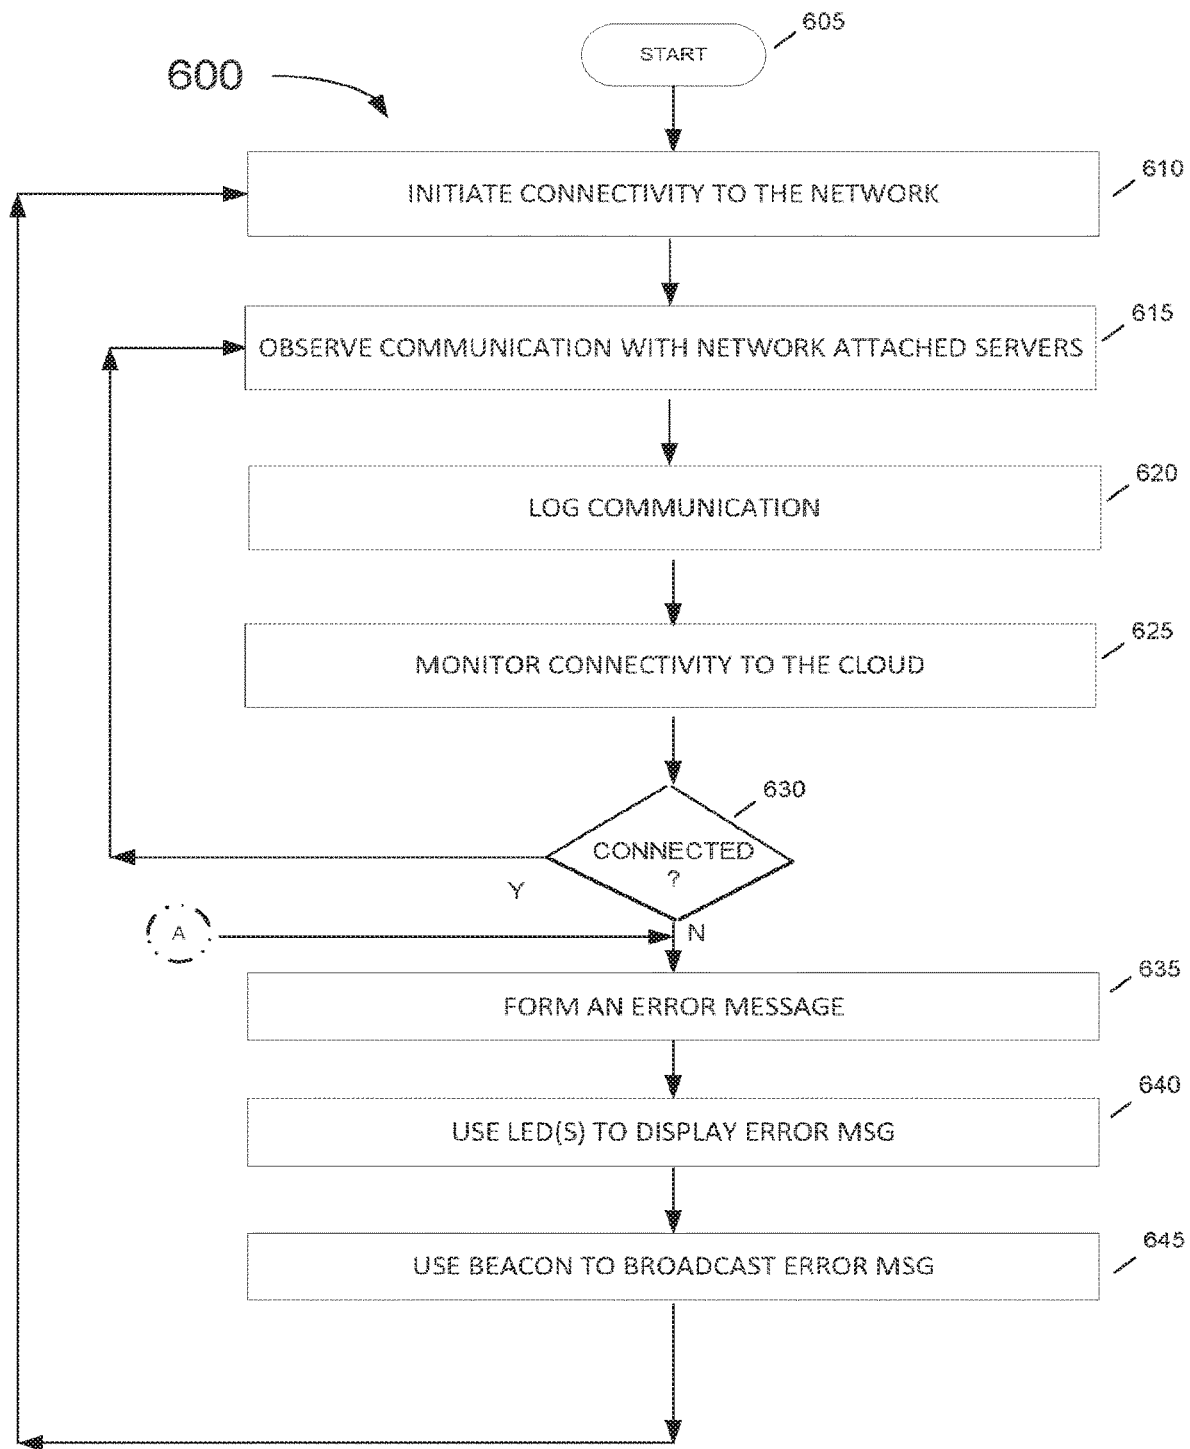 605
START
600
610
INITIATE CONNECTIVITY TO THE NETWORK
615
OBSERVE COMMUNICATION WITH NETWORK ATTACHED SERVERS
620
LOG COMMUNICATION
625
MONITOR CONNECTIVITY TO THE CLOUD
630
CONNECTED
?
Y
A
N
635
FORM AN ERROR MESSAGE
640
USE LED(S) TO DISPLAY ERROR MSG
645
USE BEACON TO BROADCAST ERROR MSG